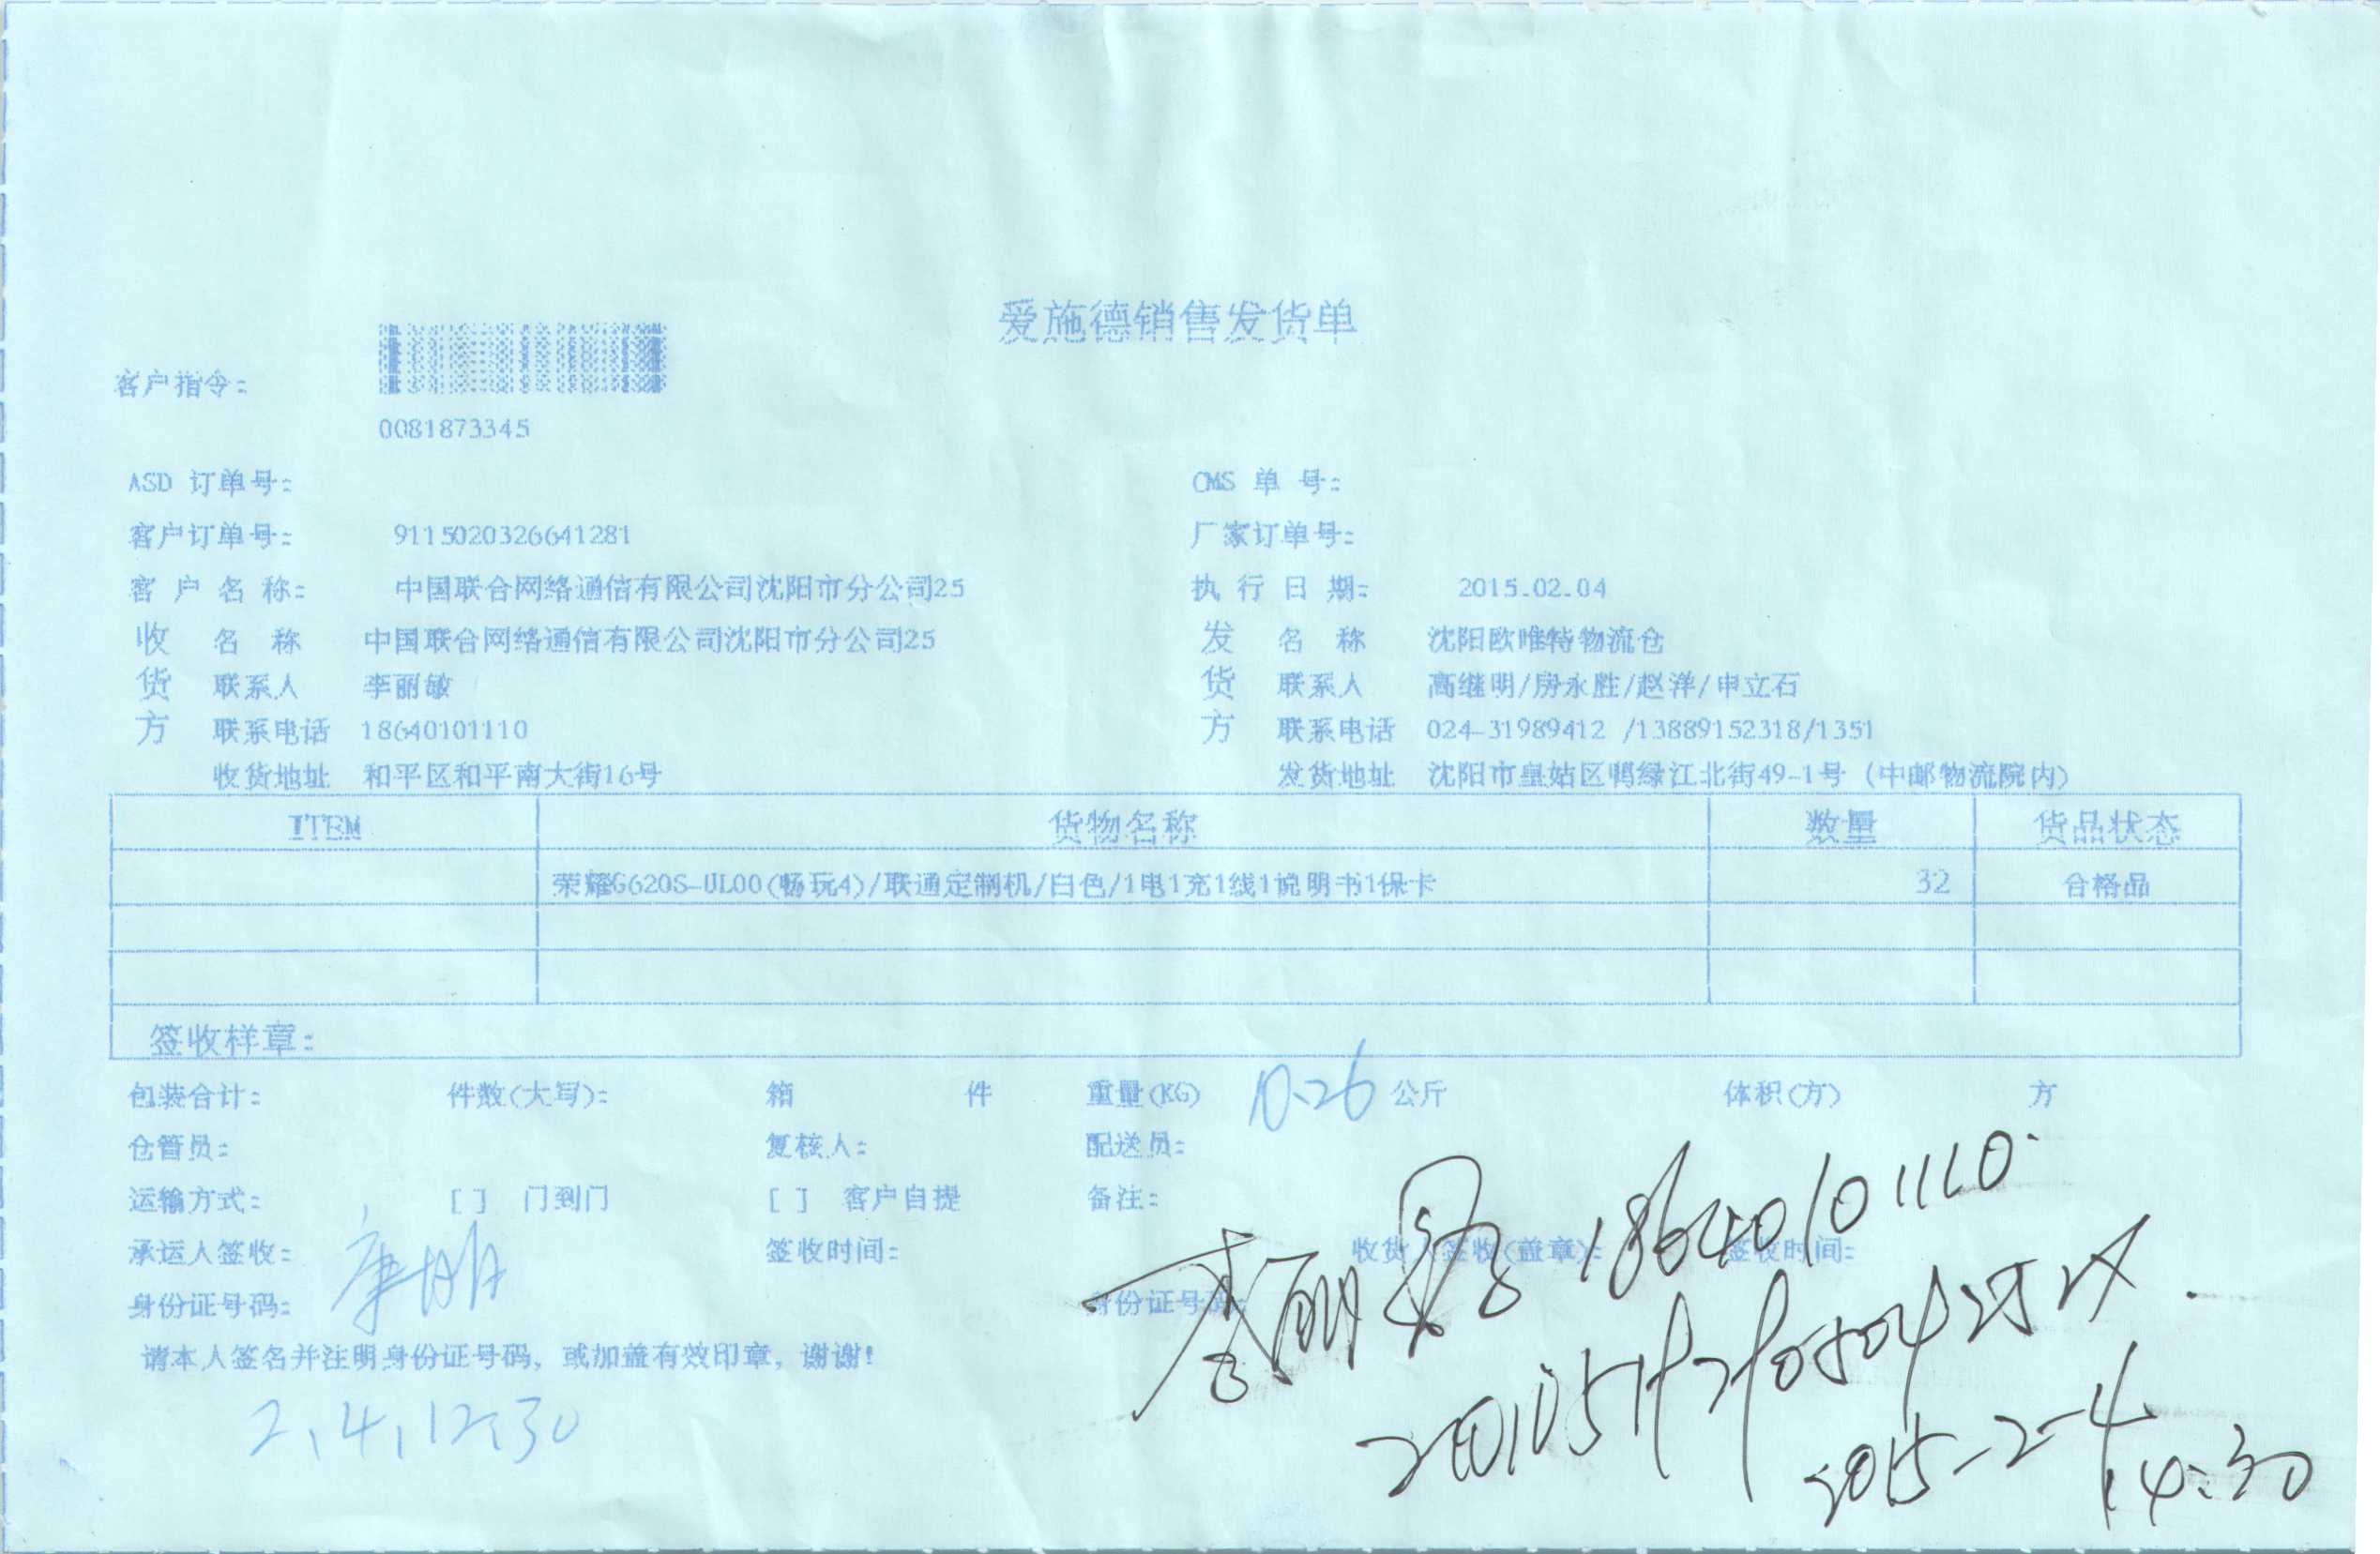 爱施德销售发货单
客户指令:
0081873345
ASD 订单号: CMS 单 号:
客户订单号: 9115020326641281 厂家订单号:
客 户 名 称: 中国联合网络通信有限公司沈阳市分公司25 执 行 日 期: 2015.02.04
收 名 称 中国联合网络通信有限公司沈阳市分公司25 发 名 称 沈阳欧唯特物流仓
货 联系人 李丽敏 货 联系人 高继明/房永胜/赵洋/申立石
方 联系电话 18640101110 方 联系电话 024-31989412 /13889152318/1351
收货地址 和平区和平南大街16号 发货地址 沈阳市皇姑区鸭绿江北街49-1号 (中邮物流院内)
ITEM 货物名称 数量 货品状态
荣耀G620S-UL00(畅玩4)/联通定制机/白色/1电1充1线1说明书1保卡 32 合格品
签收样章:
包装合计: 件数(大写): 箱 件 重量(KG) 10.26 公斤 体积(方) 方
仓管员: 复核人: 配送员:
运输方式: [ ] 门到门 [ ] 客户自提 备注:
李丽敏 18640101110
承运人签收: 签收时间: 收货人签收(盖章): 签收时间:
身份证号码: 身份证号码:
请本人签名并注明身份证号码, 或加盖有效印章, 谢谢!
2,4,12:30
2015-2-4
14:30